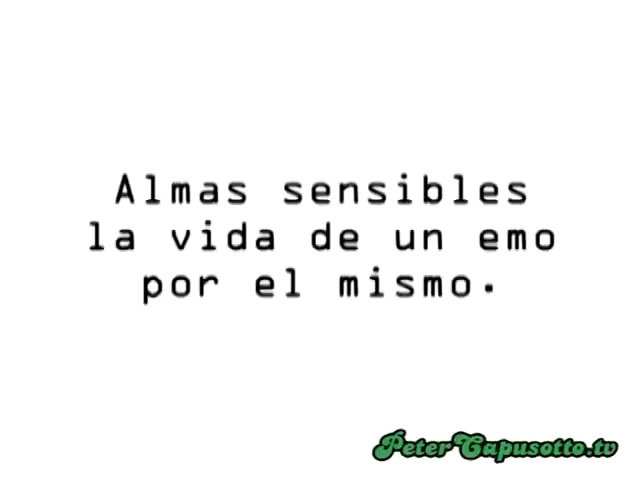 Almas sensibles
la vida de un emo
por el mismo.
PeterCapusotto.tv